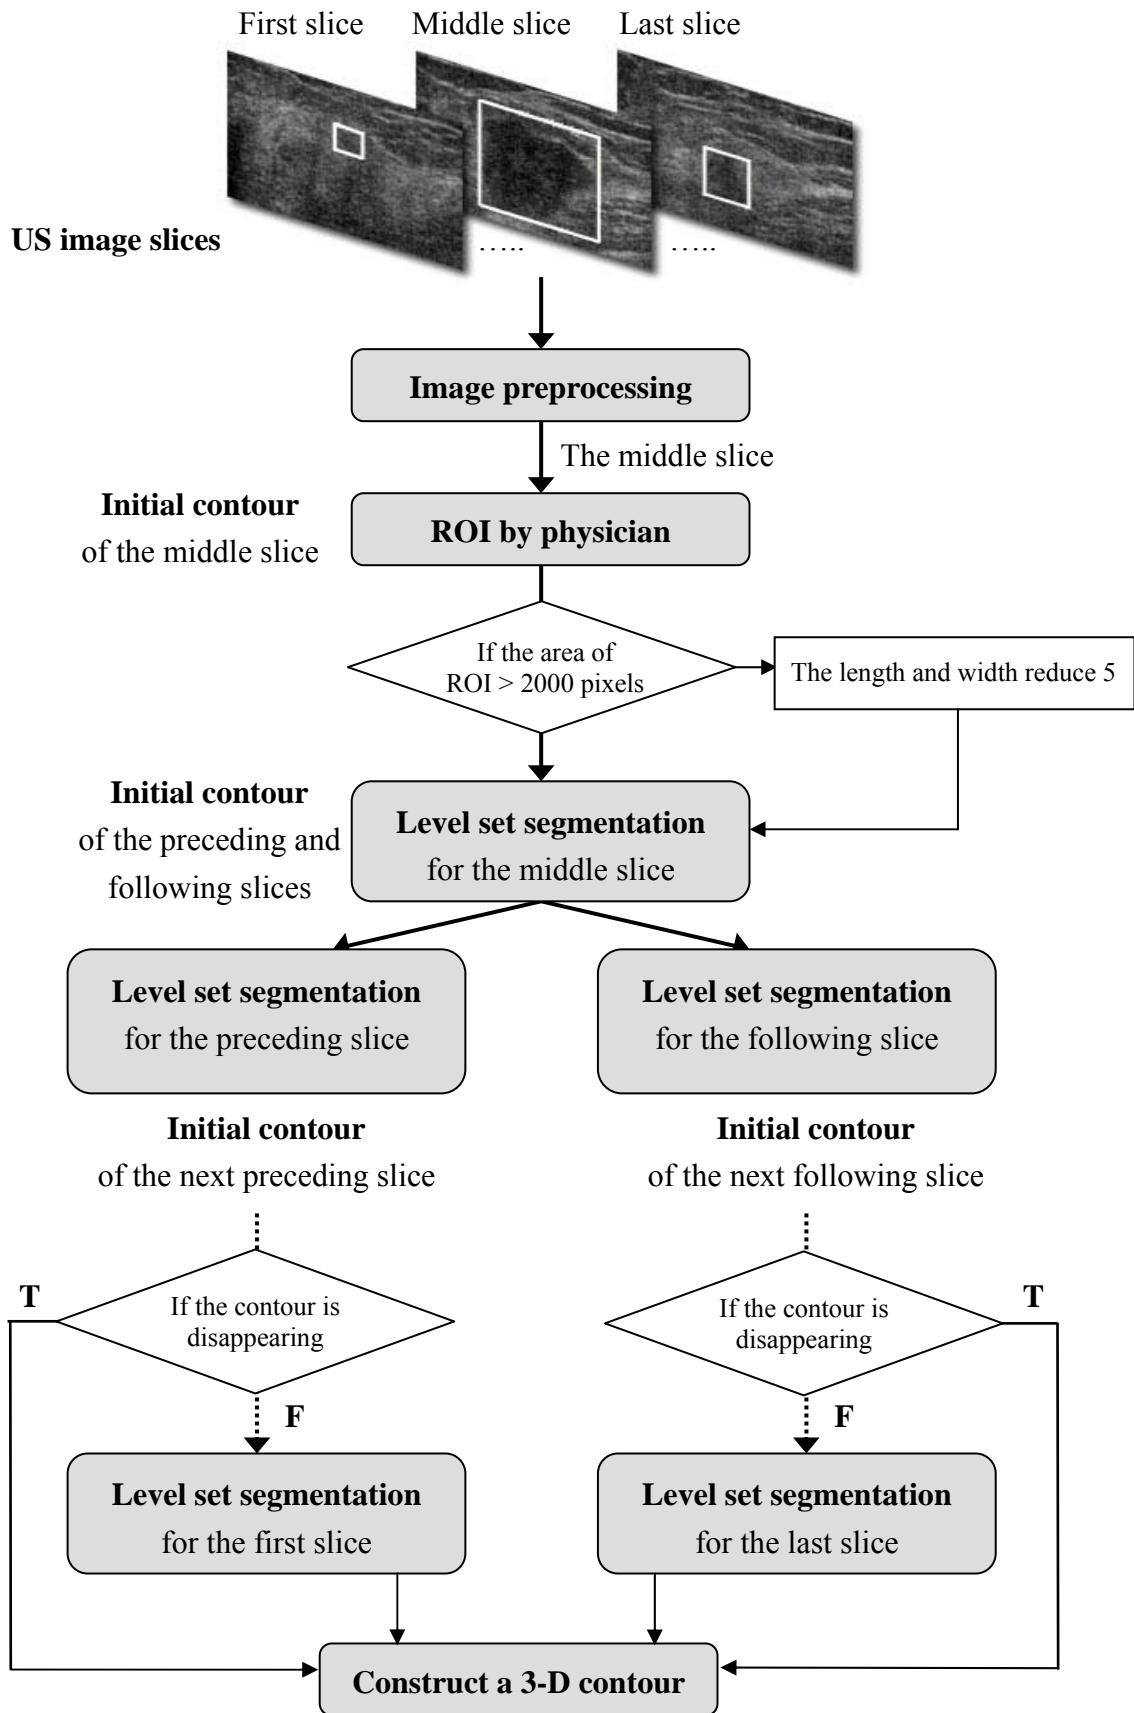 First slice
Middle slice
Last slice
US image slices
.....
.....
Image preprocessing
The middle slice
Initial contour
of the middle slice
ROI by physician
If the area of
ROI > 2000 pixels
The length and width reduce 5
Initial contour
of the preceding and
following slices
Level set segmentation
for the middle slice
Level set segmentation
for the preceding slice
Level set segmentation
for the following slice
Initial contour
of the next preceding slice
Initial contour
of the next following slice
T
If the contour is
disappearing
If the contour is
disappearing
T
F
F
Level set segmentation
for the first slice
Level set segmentation
for the last slice
Construct a 3-D contour